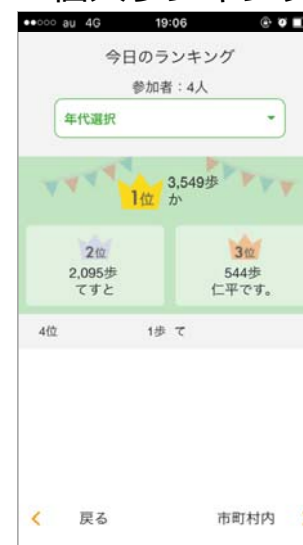 ●●○○○ au 4G 19:06
今日のランキング
参加者：4人
年代選択
1位 3,549歩
か
2位
2,095歩
てすと
3位
544歩
仁平です。
4位 1歩 て
戻る 市町村内